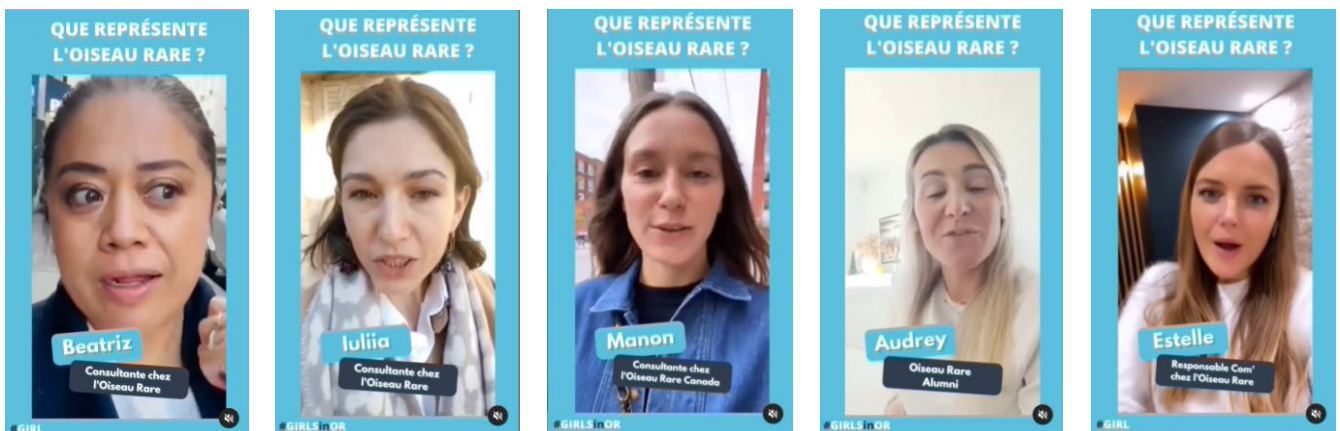 QUE REPRÉSENTE
L'OISEAU RARE ?
Beatriz
Consultante chez
l'Oiseau Rare
#GIRL
QUE REPRÉSENTE
L'OISEAU RARE ?
Iuliia
Consultante chez
l'Oiseau Rare
#GIRLSinOR
QUE REPRÉSENTE
L'OISEAU RARE ?
Manon
Consultante chez
l'Oiseau Rare Canada
#GIRLSinOR
QUE REPRÉSENTE
L'OISEAU RARE ?
Audrey
Oiseau Rare
Alumni
#GIRLSinOR
QUE REPRÉSENTE
L'OISEAU RARE ?
Estelle
Responsable Com'
chez l'Oiseau Rare
#GIRL